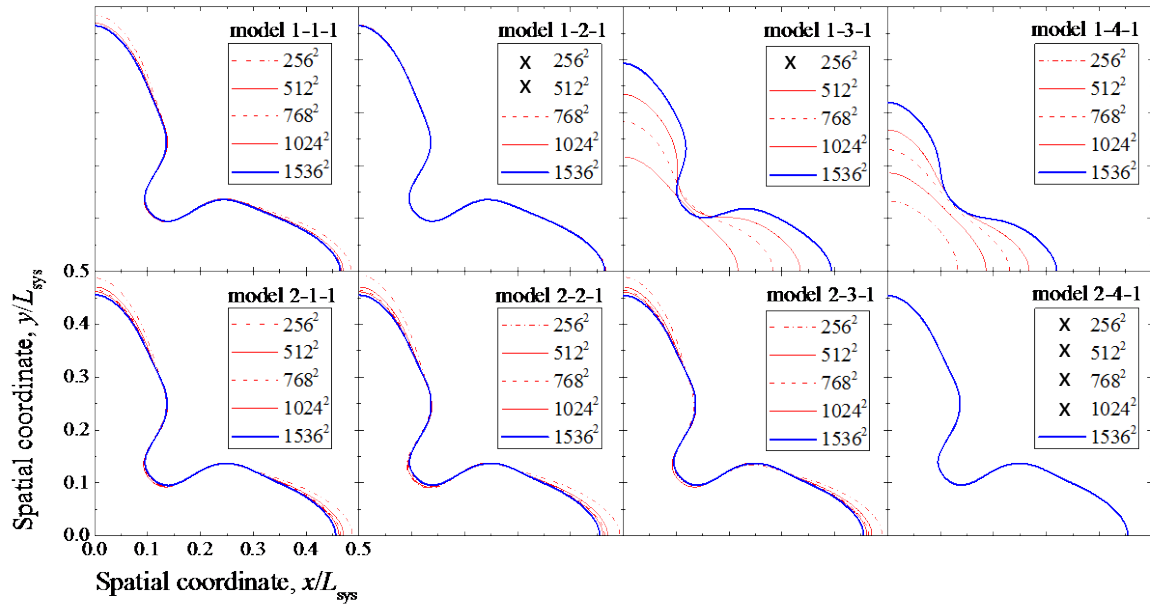 model 1-1-1
256²
512²
768²
1024²
1536²
model 1-2-1
X 256²
X 512²
768²
1024²
1536²
model 1-3-1
X 256²
512²
768²
1024²
1536²
model 1-4-1
256²
512²
768²
1024²
1536²
model 2-1-1
256²
512²
768²
1024²
1536²
model 2-2-1
256²
512²
768²
1024²
1536²
model 2-3-1
256²
512²
768²
1024²
1536²
model 2-4-1
X 256²
X 512²
X 768²
X 1024²
1536²
0.5
0.4
0.3
0.2
0.1
0.0
Spatial coordinate, y/Lsys
0.0 0.1 0.2 0.3 0.4 0.5
Spatial coordinate, x/Lsys